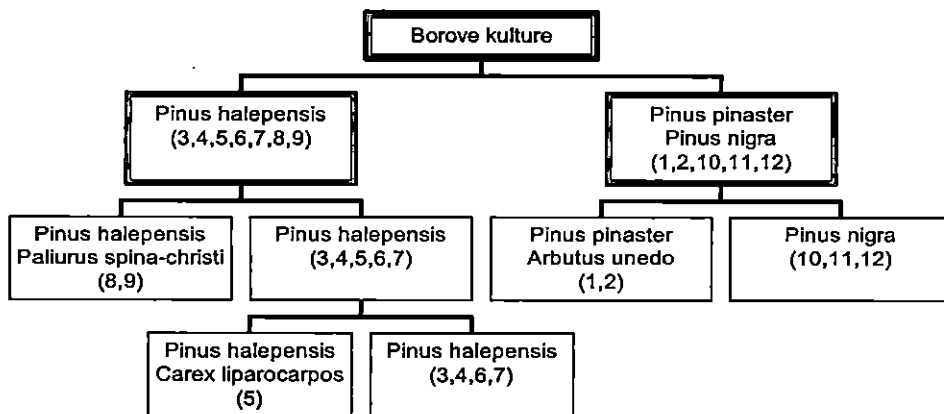 Borove kulture
Pinus halepensis
(3,4,5,6,7,8,9)
Pinus pinaster
Pinus nigra
(1,2,10,11,12)
Pinus halepensis
Paliurus spina-christi
(8,9)
Pinus halepensis
(3,4,5,6,7)
Pinus pinaster
Arbutus unedo
(1,2)
Pinus nigra
(10,11,12)
Pinus halepensis
Carex liparocarpos
(5)
Pinus halepensis
(3,4,6,7)